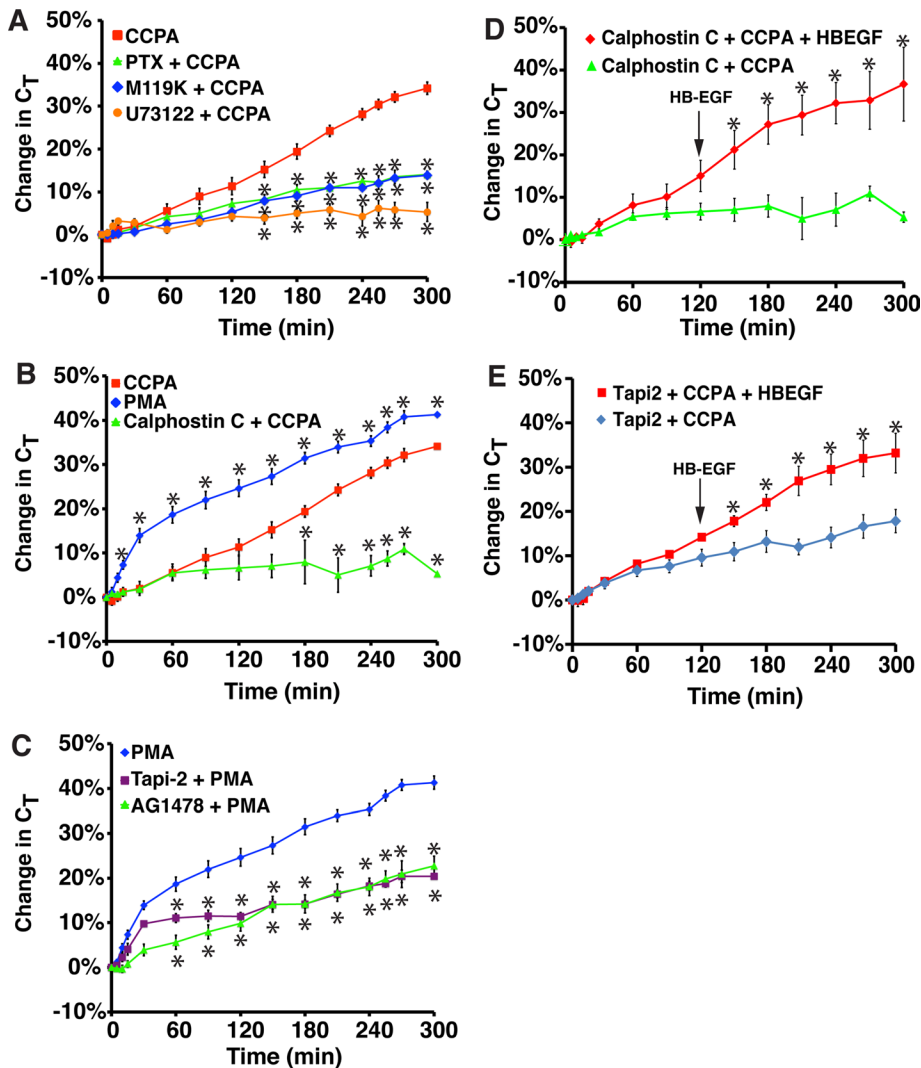 A
50%
40%
30%
20%
10%
0%
-10%
Change in CT
CCPA
PTX + CCPA
M119K + CCPA
U73122 + CCPA
* * * * * * *
* * * * * * *
* * * * * * *
0 60 120 180 240 300
Time (min)
B
50%
40%
30%
20%
10%
0%
-10%
Change in CT
CCPA
PMA
Calphostin C + CCPA
* * * * * * * * * * * *
* * * * * *
0 60 120 180 240 300
Time (min)
C
50%
40%
30%
20%
10%
0%
-10%
Change in CT
PMA
Tapi-2 + PMA
AG1478 + PMA
* * * * * * * * * *
* * * * * * * * * *
0 60 120 180 240 300
Time (min)
D
50%
40%
30%
20%
10%
0%
-10%
Change in CT
Calphostin C + CCPA + HBEGF
Calphostin C + CCPA
HB-EGF
* * * * * *
0 60 120 180 240 300
Time (min)
E
50%
40%
30%
20%
10%
0%
-10%
Change in CT
Tapi2 + CCPA + HBEGF
Tapi2 + CCPA
HB-EGF
* * * * * *
0 60 120 180 240 300
Time (min)